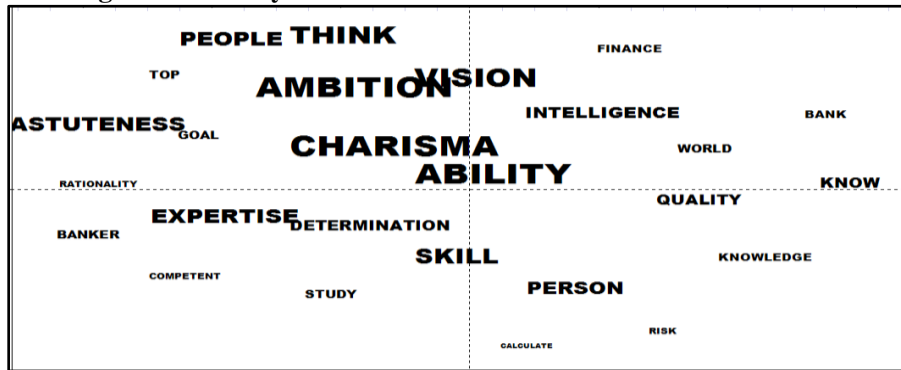 PEOPLE THINK
FINANCE
TOP
VISION
AMBITION
INTELLIGENCE
BANK
ASTUTENESS
GOAL
CHARISMA
WORLD
ABILITY
RATIONALITY
KNOW
QUALITY
EXPERTISE
DETERMINATION
BANKER
SKILL
KNOWLEDGE
COMPETENT
PERSON
STUDY
RISK
CALCULATE